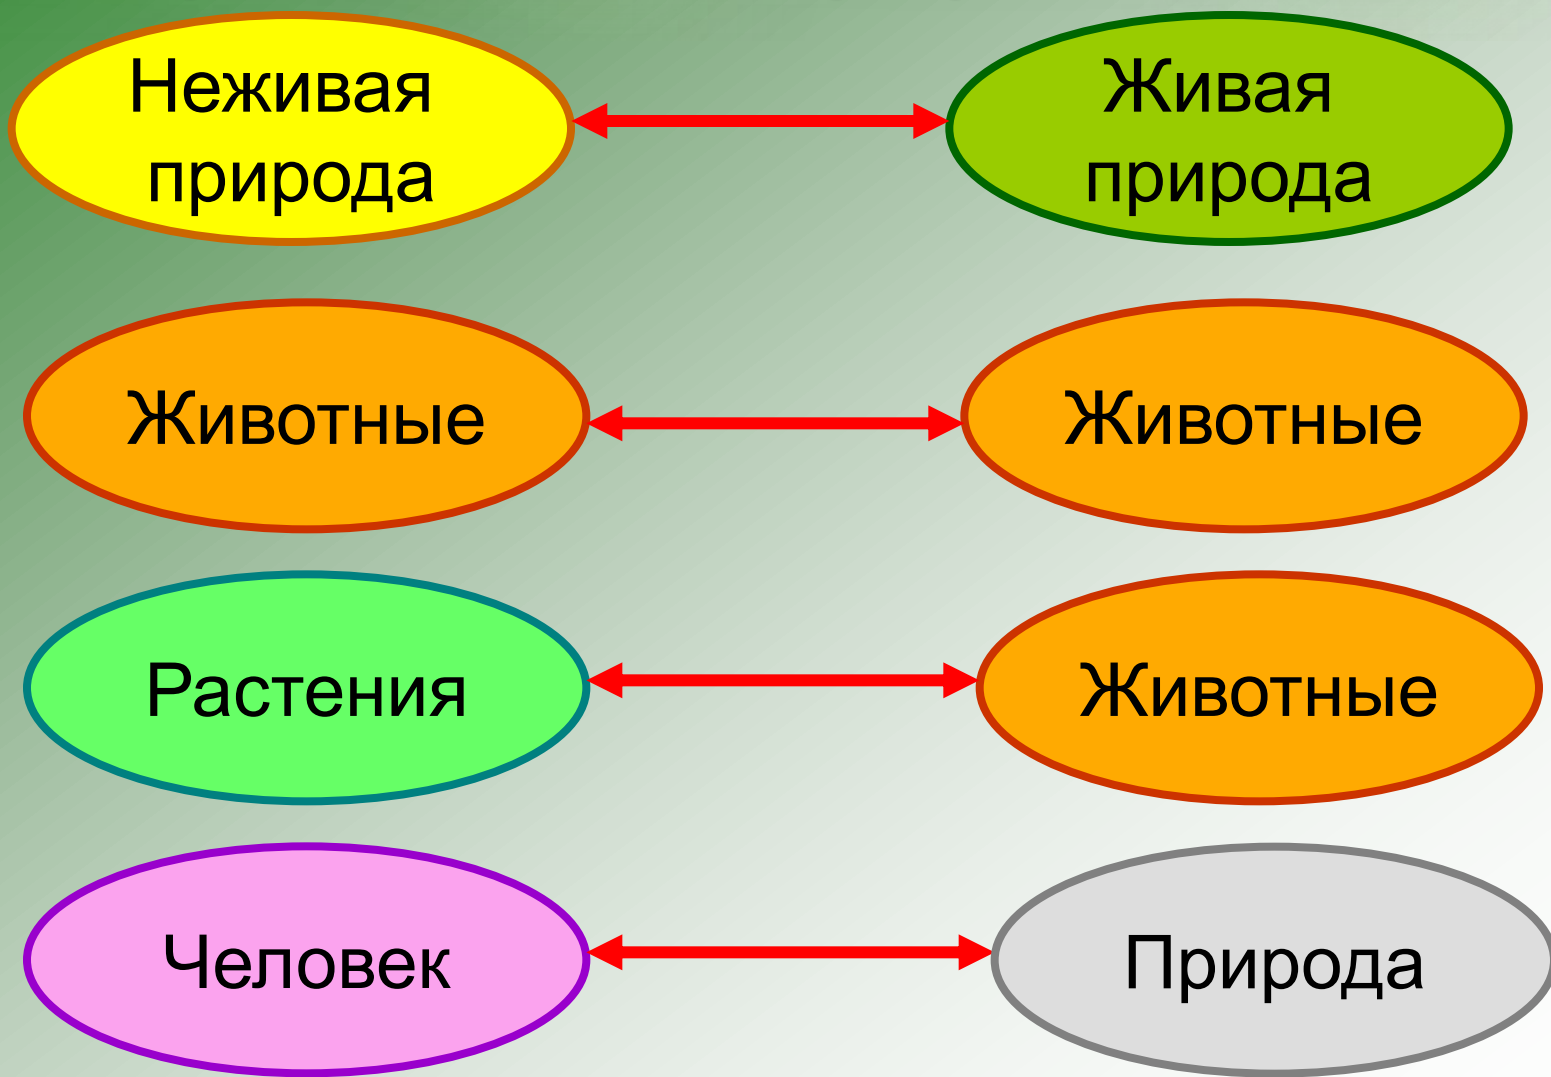 Неживая
природа
Живая
природа
Животные
Животные
Растения
Животные
Человек
Природа